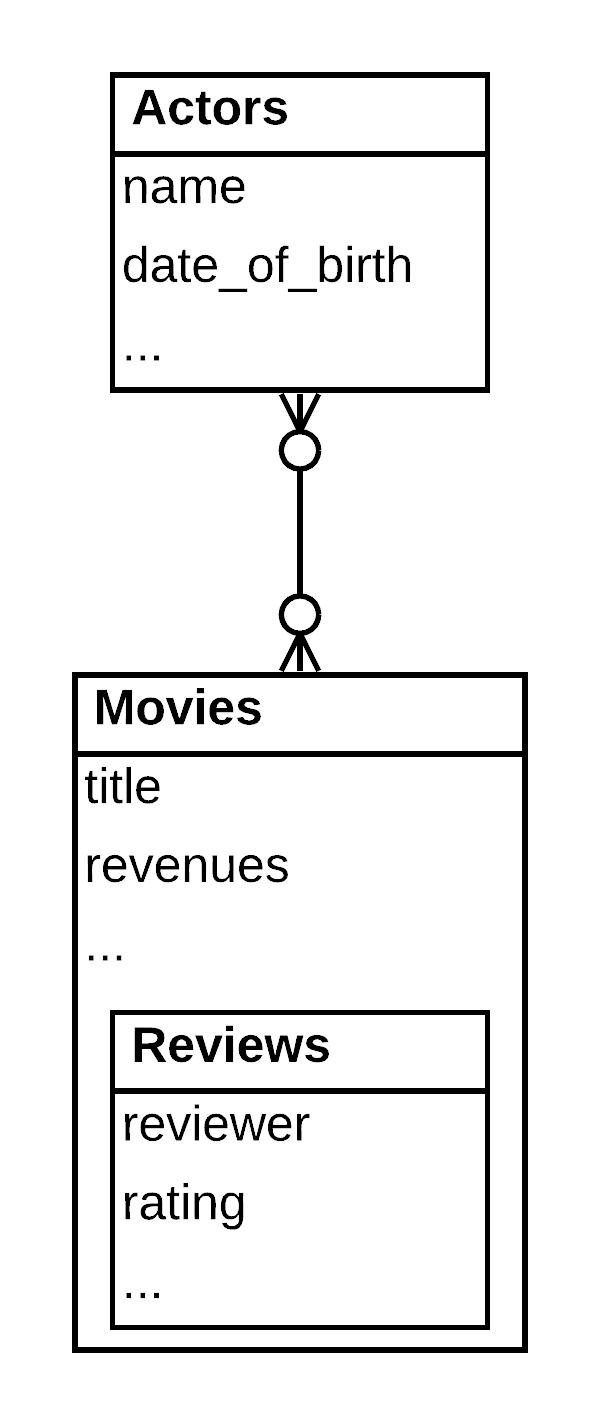 Actors
name
date_of_birth
...
Movies
title
revenues
...
Reviews
reviewer
rating
...